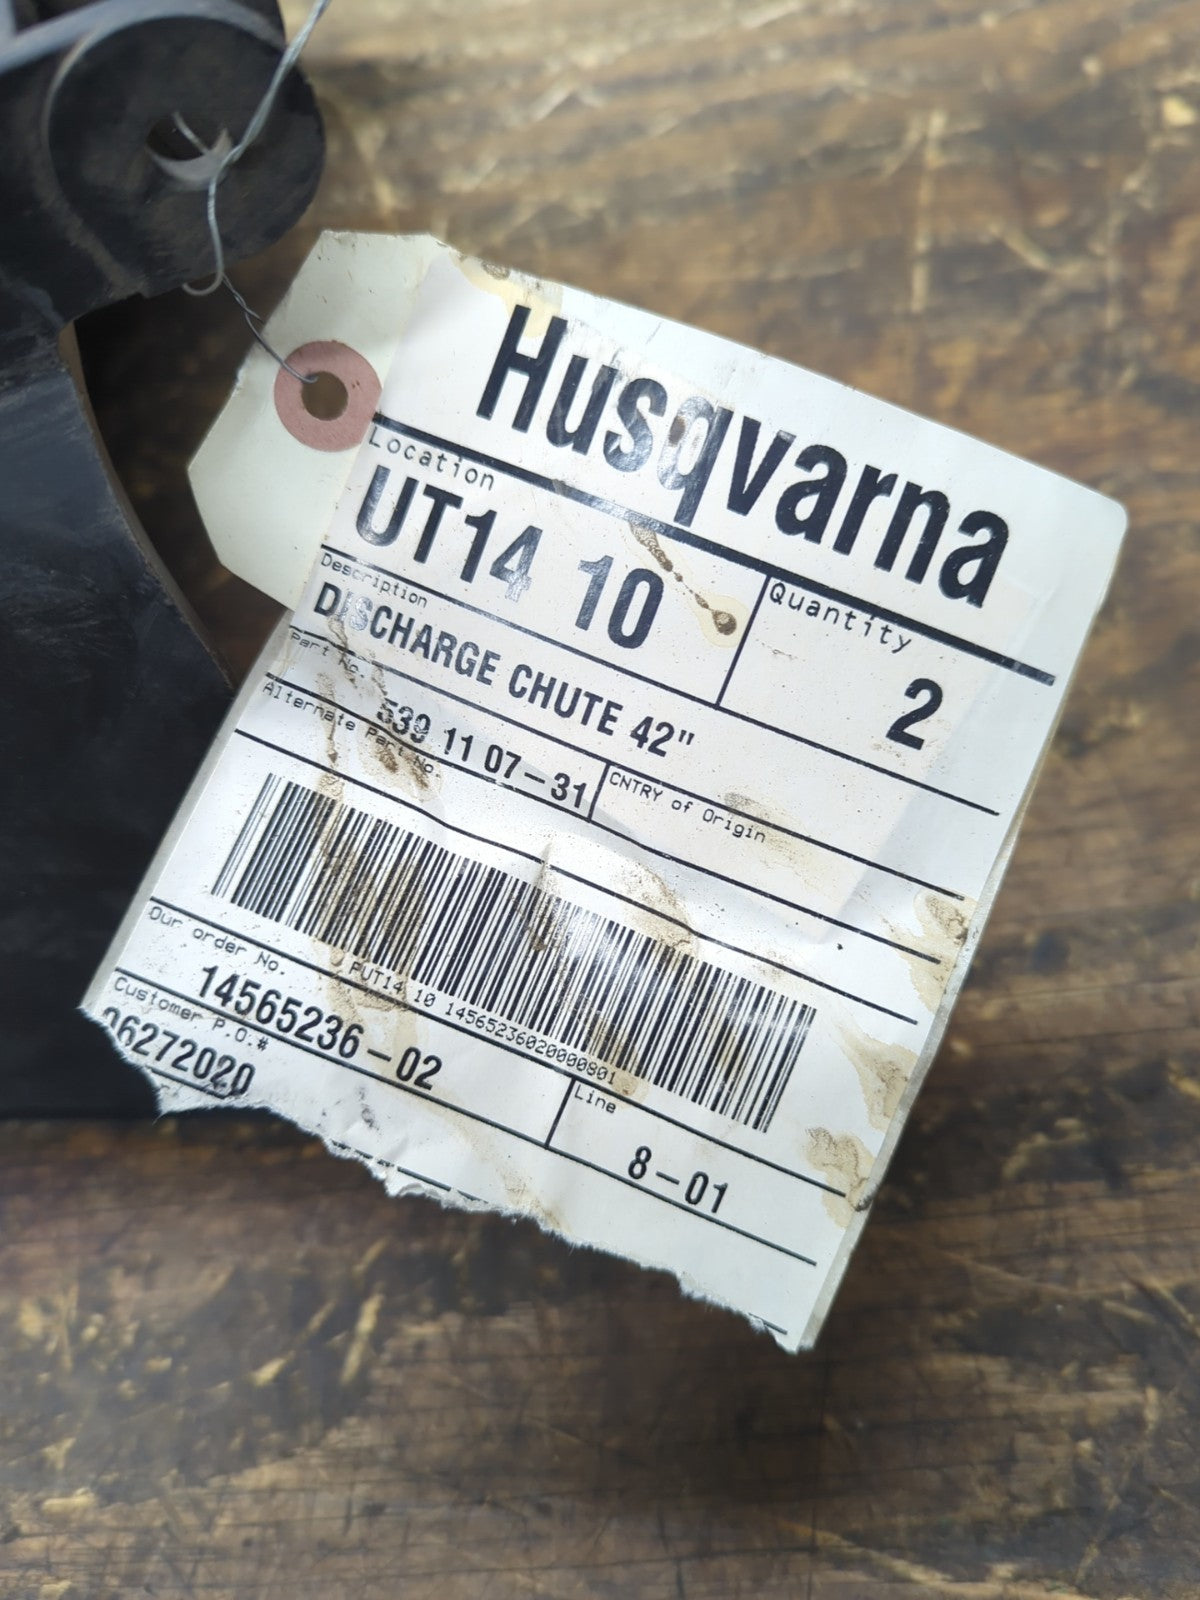 Husqvarna
Location
UT14 10
Quantity
2
Description
DISCHARGE CHUTE 42"
Part No.
539 11 07-31
CNTRY of Origin
Alternate Part No.
PUT14 10 14565236020000801
Our order No.
14565236-02
Line
8-01
Customer P.O.#
06272020